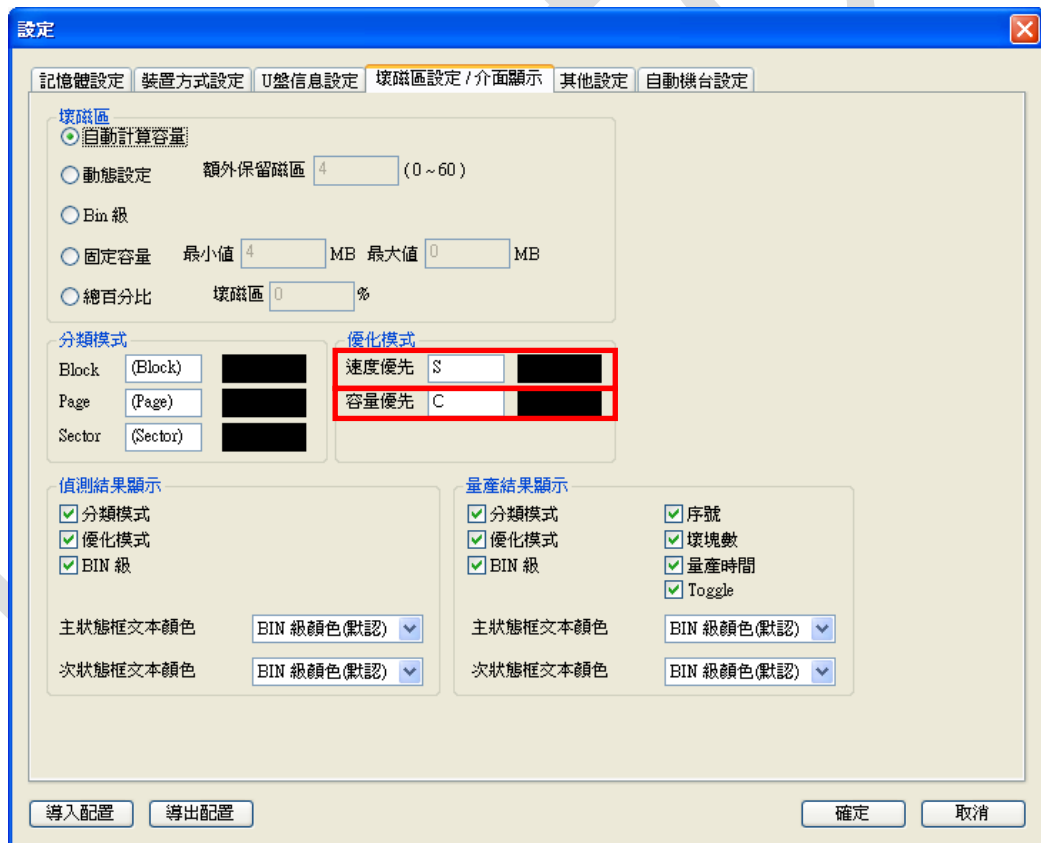 設定
記憶體設定 裝置方式設定 U盤信息設定 壞磁區設定 / 介面顯示 其他設定 自動機台設定
壞磁區
自動計算容量
動態設定 額外保留磁區 4 (0~60)
Bin 級
固定容量 最小值 4 MB 最大值 0 MB
總百分比 壞磁區 0 %
分類模式
Block (Block)
Page (Page)
Sector (Sector)
優化模式
速度優先 S
容量優先 C
偵測結果顯示
分類模式
優化模式
BIN 級
主狀態框文本顏色 BIN 級顏色(默認)
次狀態框文本顏色 BIN 級顏色(默認)
量產結果顯示
分類模式 序號
優化模式 壞塊數
BIN 級 量產時間
Toggle
主狀態框文本顏色 BIN 級顏色(默認)
次狀態框文本顏色 BIN 級顏色(默認)
導入配置 導出配置 確定 取消